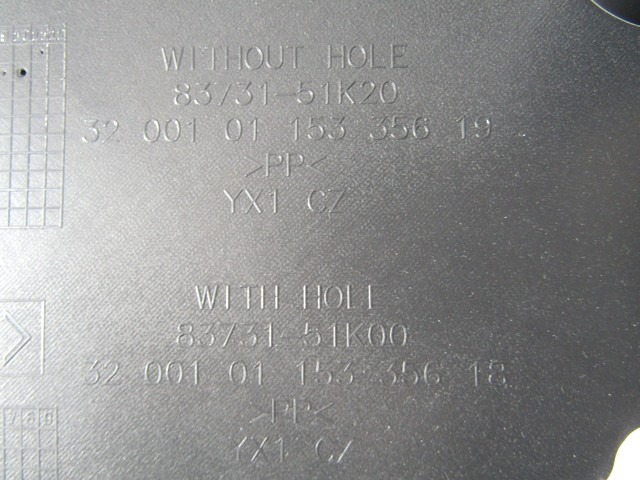 WITHOUT HOLE
83731-51K20
32 001 01 153 356 19
>PP<
YX1 CZ
WITH HOLE
83731-51K00
32 001 01 153 356 18
>PP<
YX1 CZ